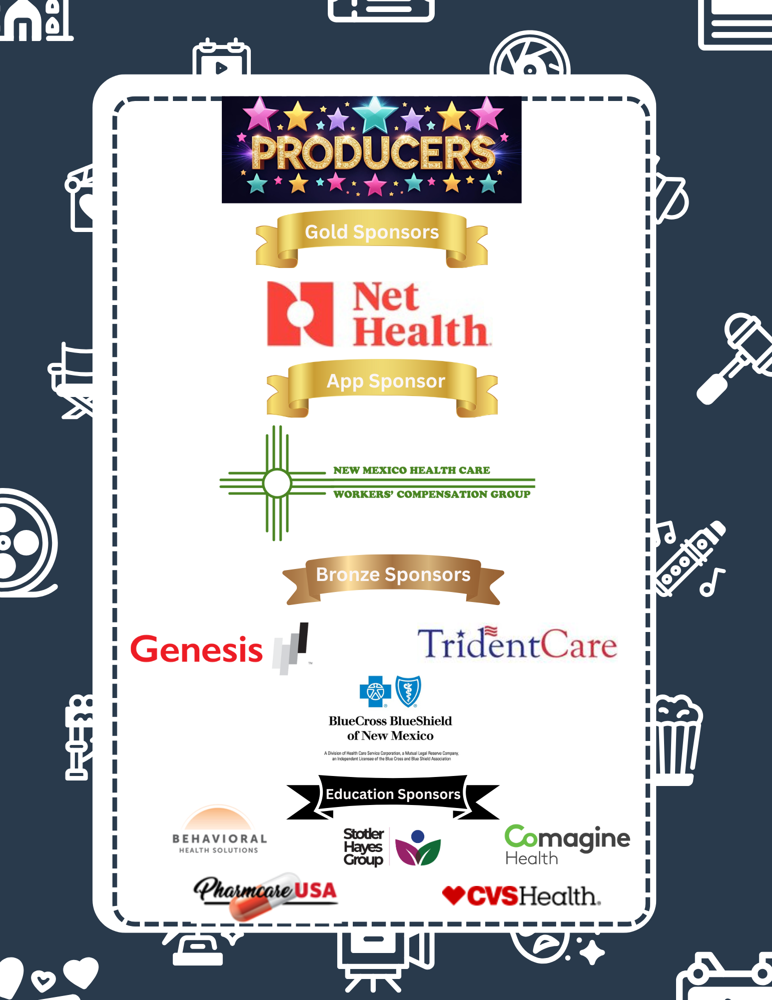 PRODUCERS
Gold Sponsors
Net
Health
App Sponsor
NEW MEXICO HEALTH CARE
WORKERS' COMPENSATION GROUP
Bronze Sponsors
Genesis ™
TridentCare
BlueCross BlueShield
of New Mexico
A Division of Health Care Service Corporation, a Mutual Legal Reserve Company,
an Independent Licensee of the Blue Cross and Blue Shield Association
Education Sponsors
BEHAVIORAL
HEALTH SOLUTIONS
Stotler
Hayes
Group
Comagine
Health
Pharmcare USA
CVSHealth®